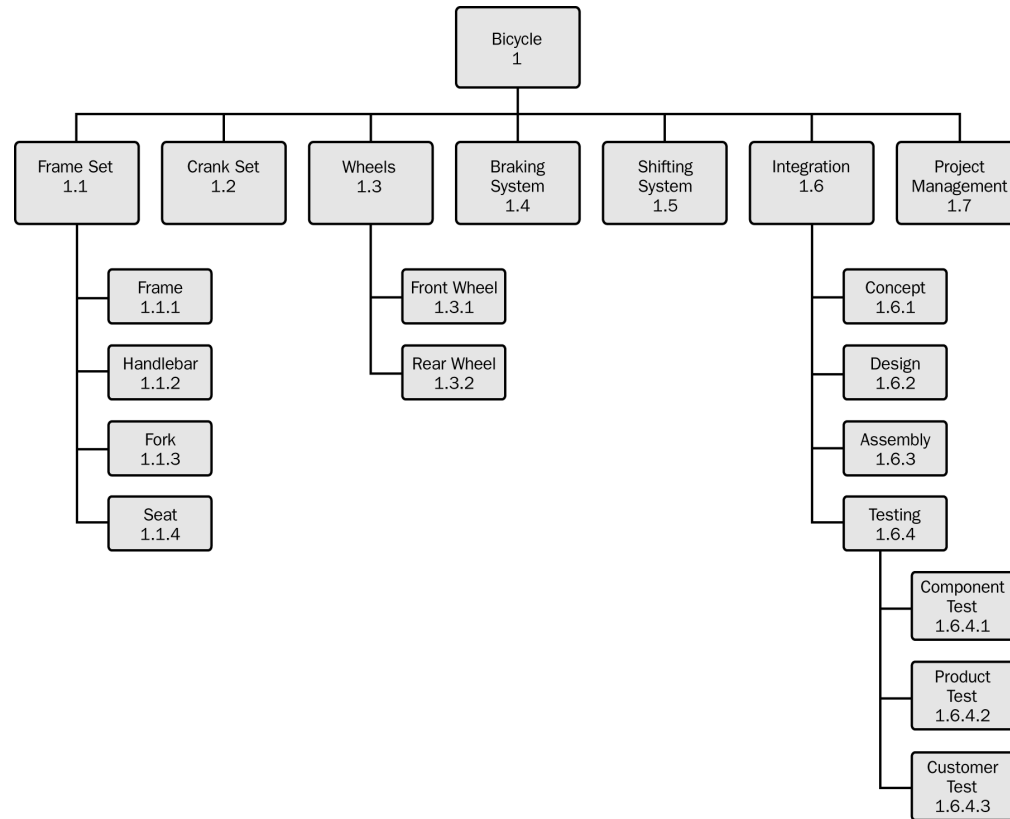 Bicycle
1
Frame Set
1.1
Crank Set
1.2
Wheels
1.3
Braking
System
1.4
Shifting
System
1.5
Integration
1.6
Project
Management
1.7
Frame
1.1.1
Handlebar
1.1.2
Fork
1.1.3
Seat
1.1.4
Front Wheel
1.3.1
Rear Wheel
1.3.2
Concept
1.6.1
Design
1.6.2
Assembly
1.6.3
Testing
1.6.4
Component
Test
1.6.4.1
Product
Test
1.6.4.2
Customer
Test
1.6.4.3